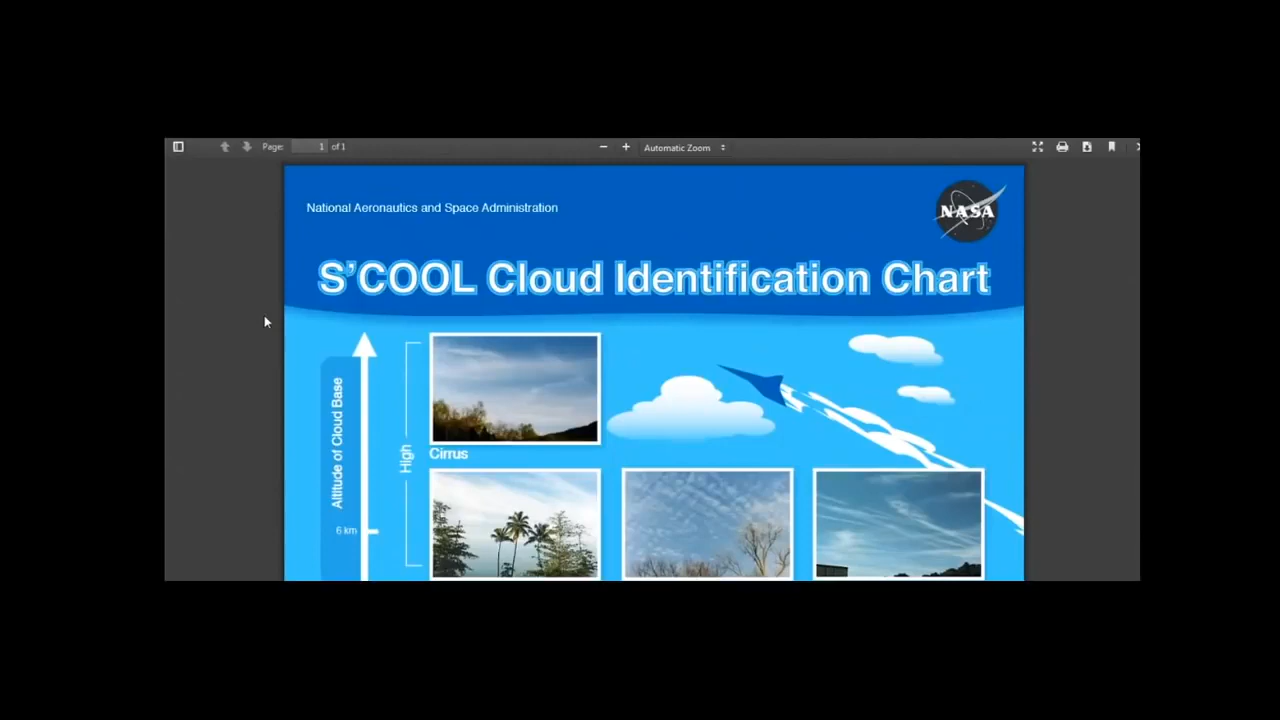 Page: 1 of 1
Automatic Zoom
National Aeronautics and Space Administration
NASA
S'COOL Cloud Identification Chart
Altitude of Cloud Base
High
Cirrus
6 km